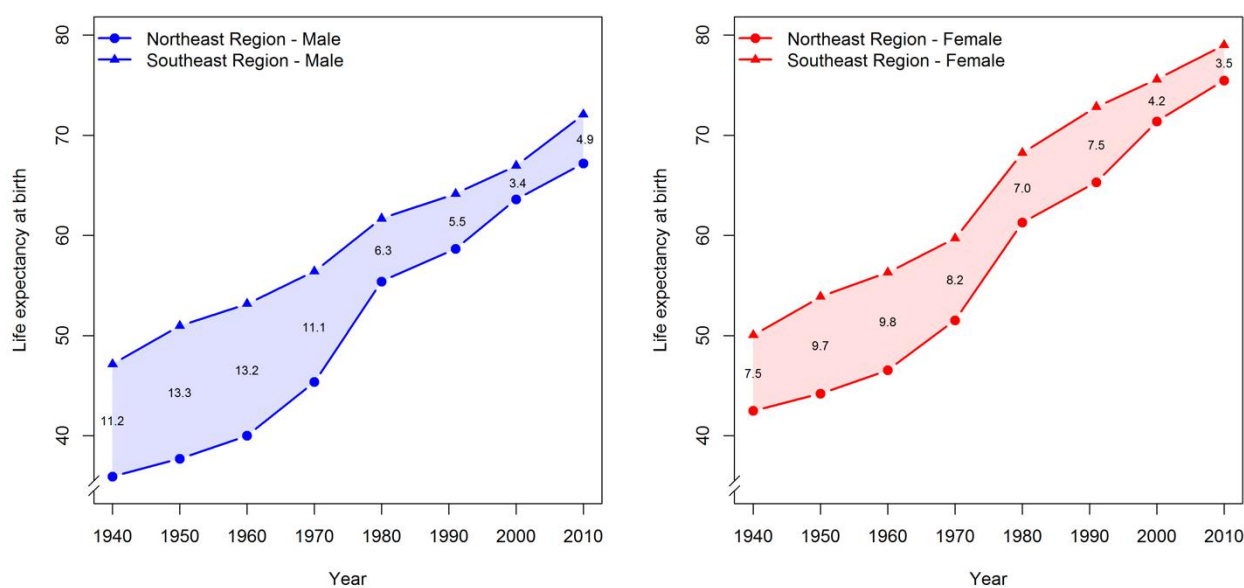 Northeast Region - Male
Southeast Region - Male
Life expectancy at birth
80
70
60
50
40
11.2
13.3
13.2
11.1
6.3
5.5
3.4
4.9
1940 1950 1960 1970 1980 1990 2000 2010
Year
Northeast Region - Female
Southeast Region - Female
Life expectancy at birth
80
70
60
50
40
7.5
9.7
9.8
8.2
7.0
7.5
4.2
3.5
1940 1950 1960 1970 1980 1990 2000 2010
Year